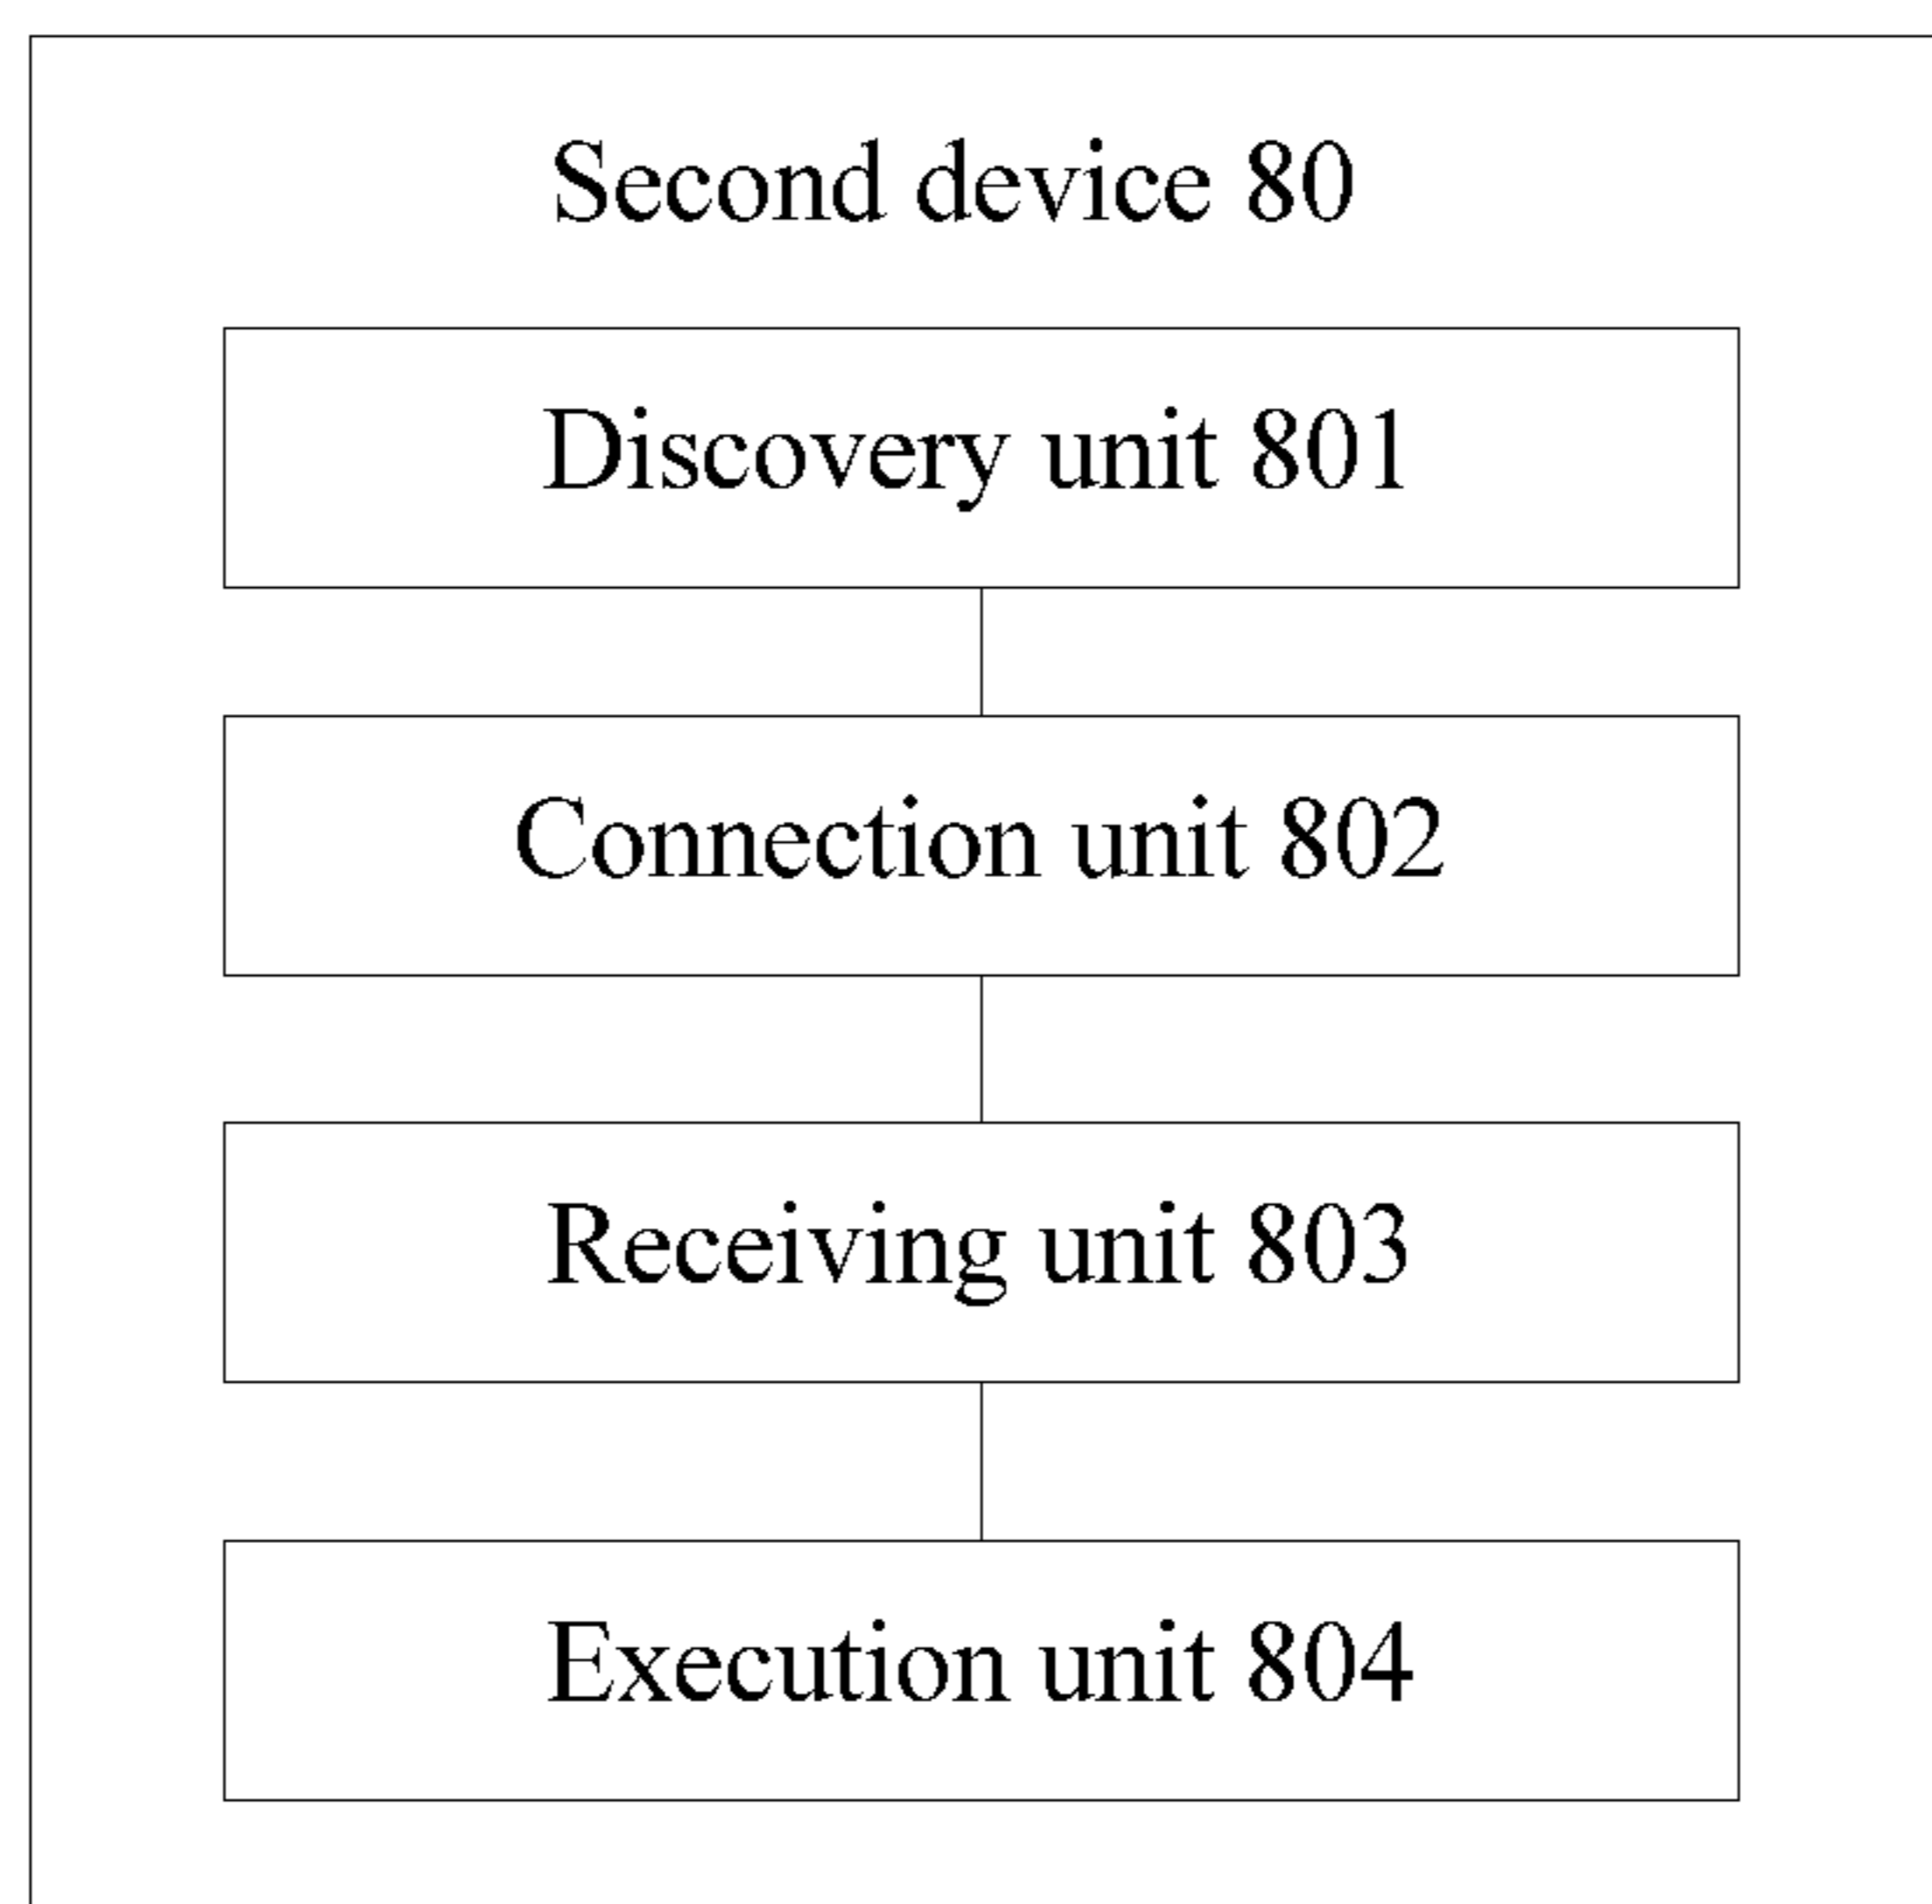 Second device 80
Discovery unit 801
Connection unit 802
Receiving unit 803
Execution unit 804